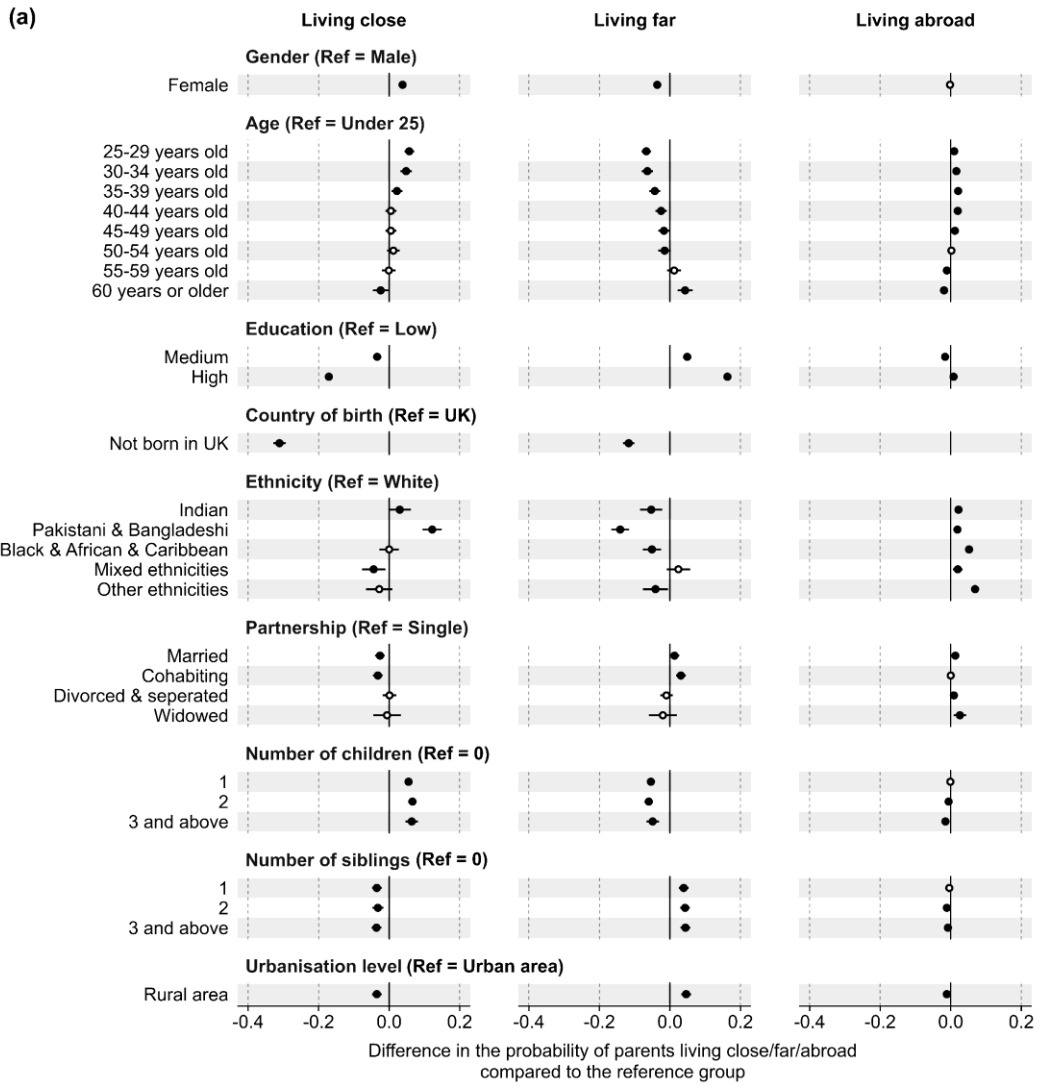 (a)
Living close Living far Living abroad
Gender (Ref = Male)
Female
Age (Ref = Under 25)
25-29 years old
30-34 years old
35-39 years old
40-44 years old
45-49 years old
50-54 years old
55-59 years old
60 years or older
Education (Ref = Low)
Medium
High
Country of birth (Ref = UK)
Not born in UK
Ethnicity (Ref = White)
Indian
Pakistani & Bangladeshi
Black & African & Caribbean
Mixed ethnicities
Other ethnicities
Partnership (Ref = Single)
Married
Cohabiting
Divorced & seperated
Widowed
Number of children (Ref = 0)
1
2
3 and above
Number of siblings (Ref = 0)
1
2
3 and above
Urbanisation level (Ref = Urban area)
Rural area
-0.4 -0.2 0.0 0.2 -0.4 -0.2 0.0 0.2 -0.4 -0.2 0.0 0.2
Difference in the probability of parents living close/far/abroad
compared to the reference group